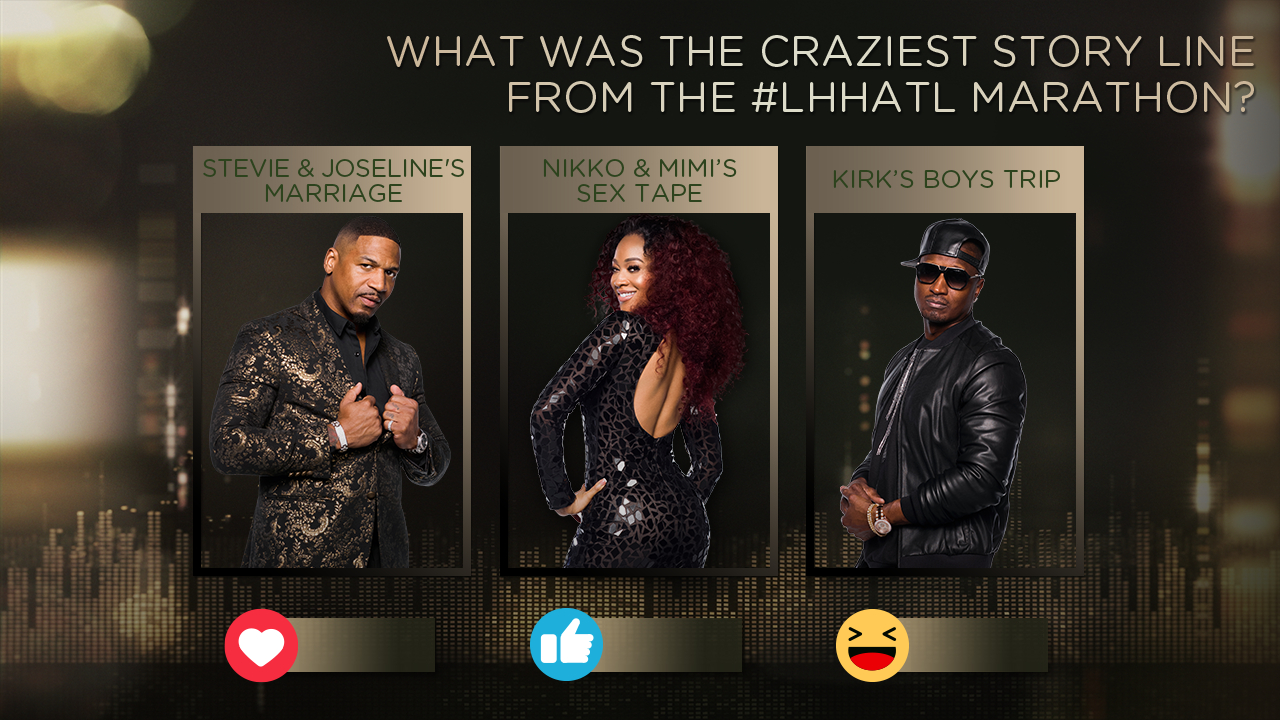 WHAT WAS THE CRAZIEST STORY LINE
FROM THE #LHHATL MARATHON?
STEVIE & JOSELINE'S
MARRIAGE
NIKKO & MIMI’S
SEX TAPE
KIRK’S BOYS TRIP